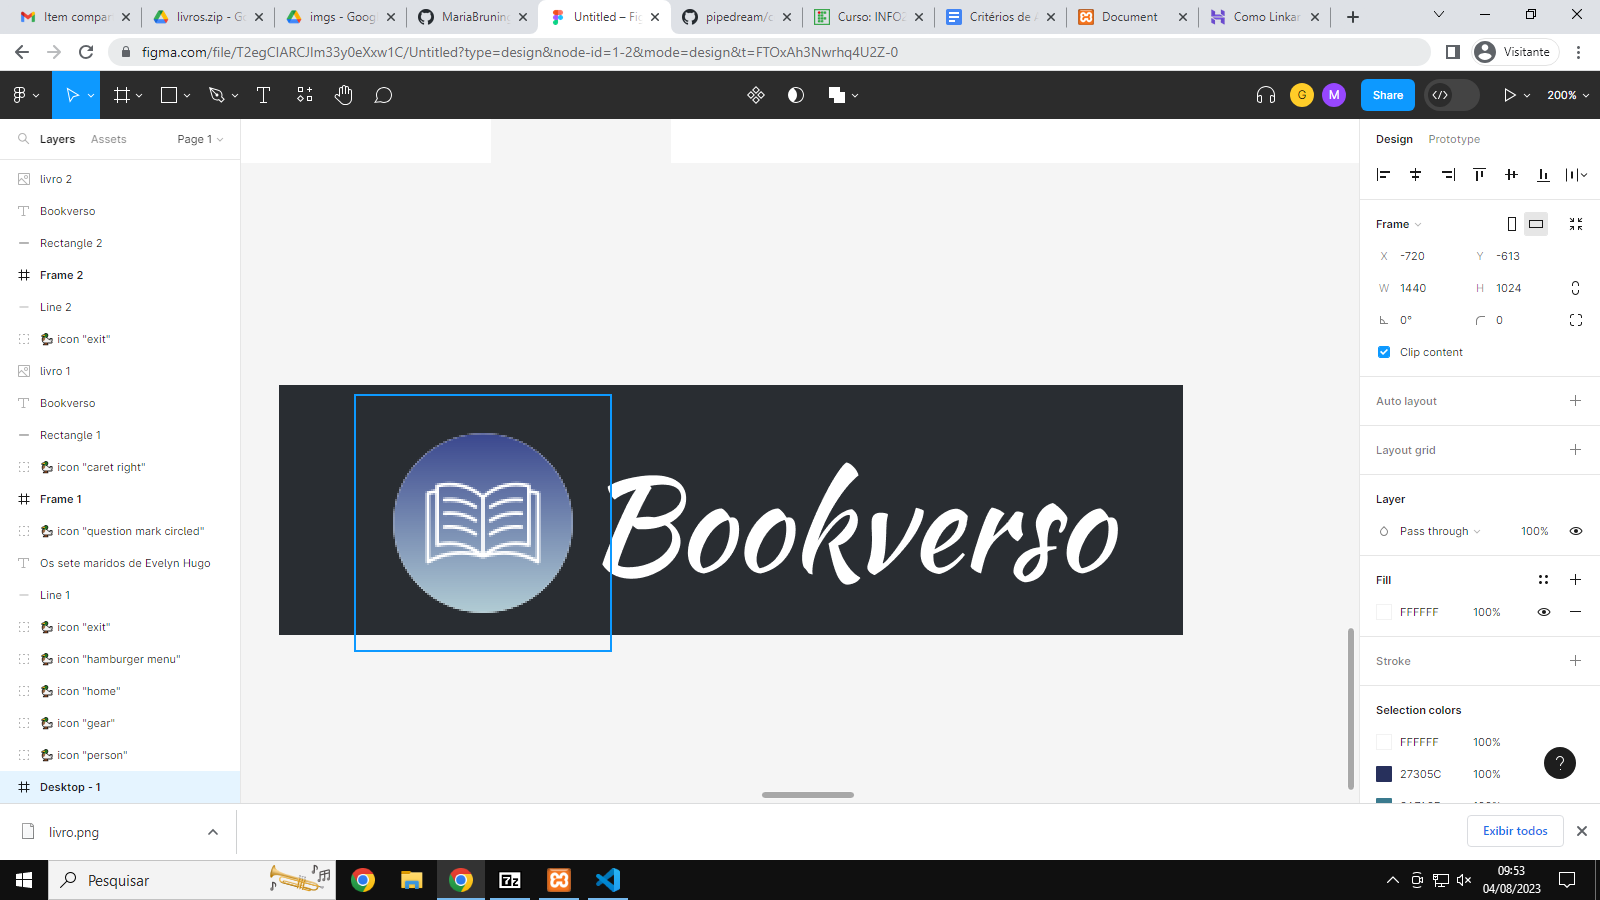 Item compar
livros.zip - Go
imgs - Goog
MariaBruning
Untitled – Fig
pipedream/c
Curso: INFO2
Critérios de A
Document
Como Linkar
figma.com/file/T2egCIARCJIm33y0eXxw1C/Untitled?type=design&node-id=1-2&mode=design&t=FTOxAh3Nwrhq4U2Z-0
Visitante
G
M
Share
200%
Layers
Assets
Page 1
livro 2
Bookverso
Rectangle 2
Frame 2
Line 2
icon "exit"
livro 1
Bookverso
Rectangle 1
icon "caret right"
Frame 1
icon "question mark circled"
Os sete maridos de Evelyn Hugo
Line 1
icon "exit"
icon "hamburger menu"
icon "home"
icon "gear"
icon "person"
Desktop - 1
Bookverso
Design
Prototype
Frame
X -720
Y -613
W 1440
H 1024
0°
0
Clip content
Auto layout
Layout grid
Layer
Pass through
100%
Fill
FFFFFF 100%
Stroke
Selection colors
FFFFFF 100%
27305C 100%
?
livro.png
Exibir todos
Pesquisar
7z
09:53
04/08/2023